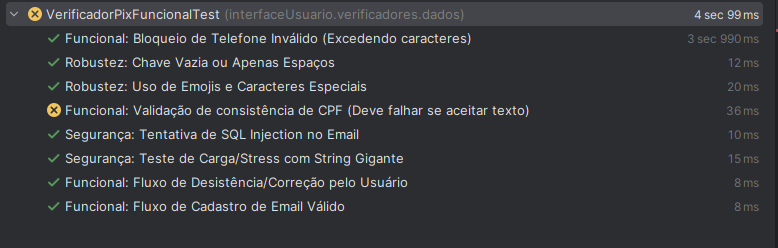 VerificadorPixFuncionalTest (interfaceUsuario.verificadores.dados) 4 sec 99 ms
Funcional: Bloqueio de Telefone Inválido (Excedendo caracteres) 3 sec 990 ms
Robustez: Chave Vazia ou Apenas Espaços 12 ms
Robustez: Uso de Emojis e Caracteres Especiais 20 ms
Funcional: Validação de consistência de CPF (Deve falhar se aceitar texto) 36 ms
Segurança: Tentativa de SQL Injection no Email 10 ms
Segurança: Teste de Carga/Stress com String Gigante 15 ms
Funcional: Fluxo de Desistência/Correção pelo Usuário 8 ms
Funcional: Fluxo de Cadastro de Email Válido 8 ms